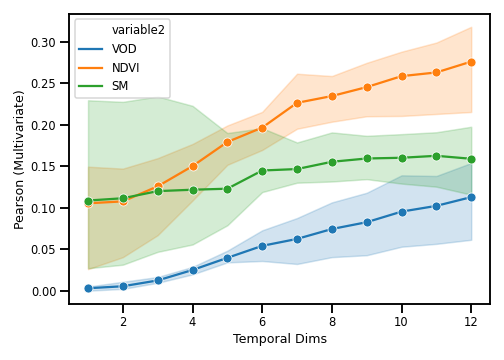 variable2
VOD
NDVI
SM
Pearson (Multivariate)
0.30
0.25
0.20
0.15
0.10
0.05
0.00
2 4 6 8 10 12
Temporal Dims